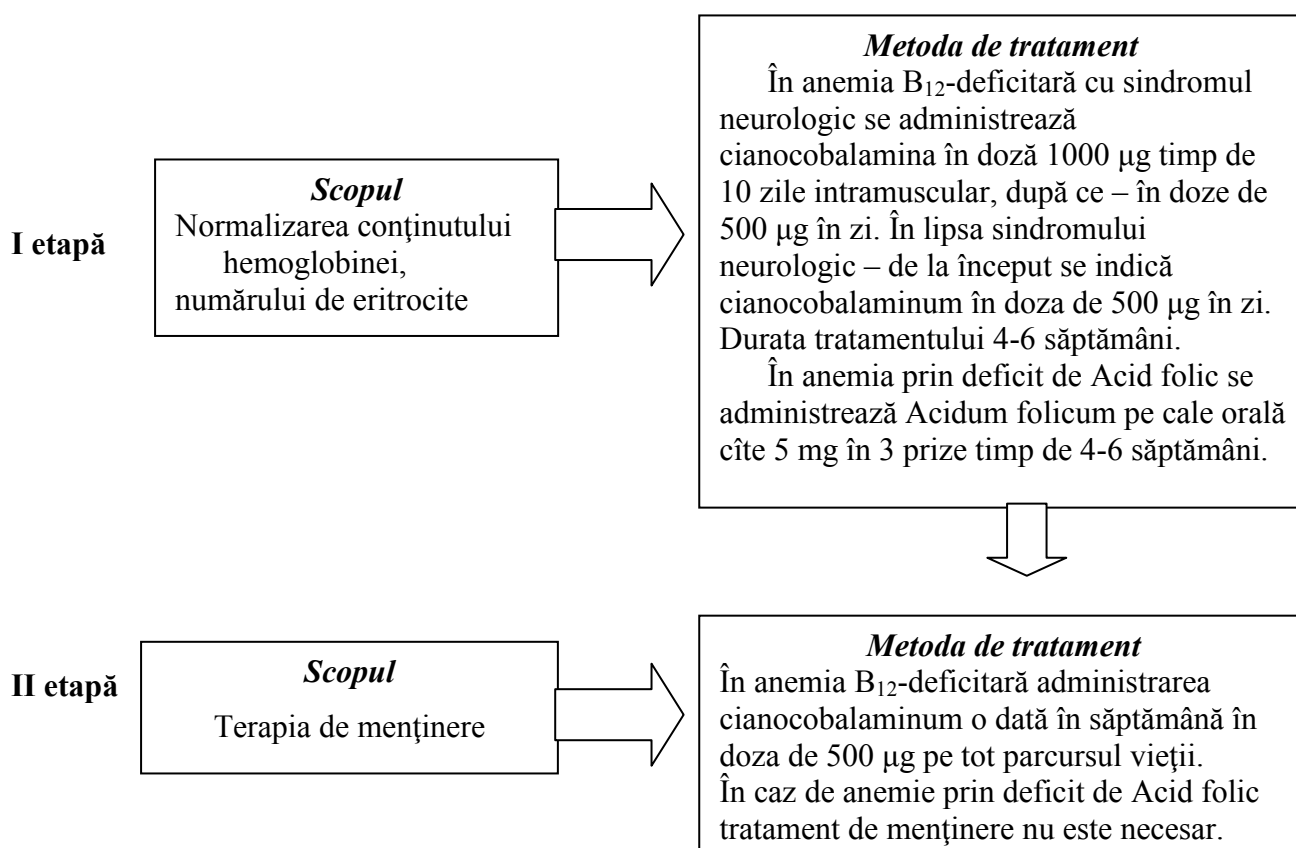 I etapă
Scopul
Normalizarea conţinutului
hemoglobinei,
numărului de eritrocite
Metoda de tratament
În anemia B₁₂-deficitară cu sindromul
neurologic se administrează
cianocobalamina în doză 1000 μg timp de
10 zile intramuscular, după ce – în doze de
500 μg în zi. În lipsa sindromului
neurologic – de la început se indică
cianocobalaminum în doza de 500 μg în zi.
Durata tratamentului 4-6 săptămâni.
În anemia prin deficit de Acid folic se
administrează Acidum folicum pe cale orală
cîte 5 mg în 3 prize timp de 4-6 săptămâni.
II etapă
Scopul
Terapia de menţinere
Metoda de tratament
În anemia B₁₂-deficitară administrarea
cianocobalaminum o dată în săptămână în
doza de 500 μg pe tot parcursul vieţii.
În caz de anemie prin deficit de Acid folic
tratament de menţinere nu este necesar.